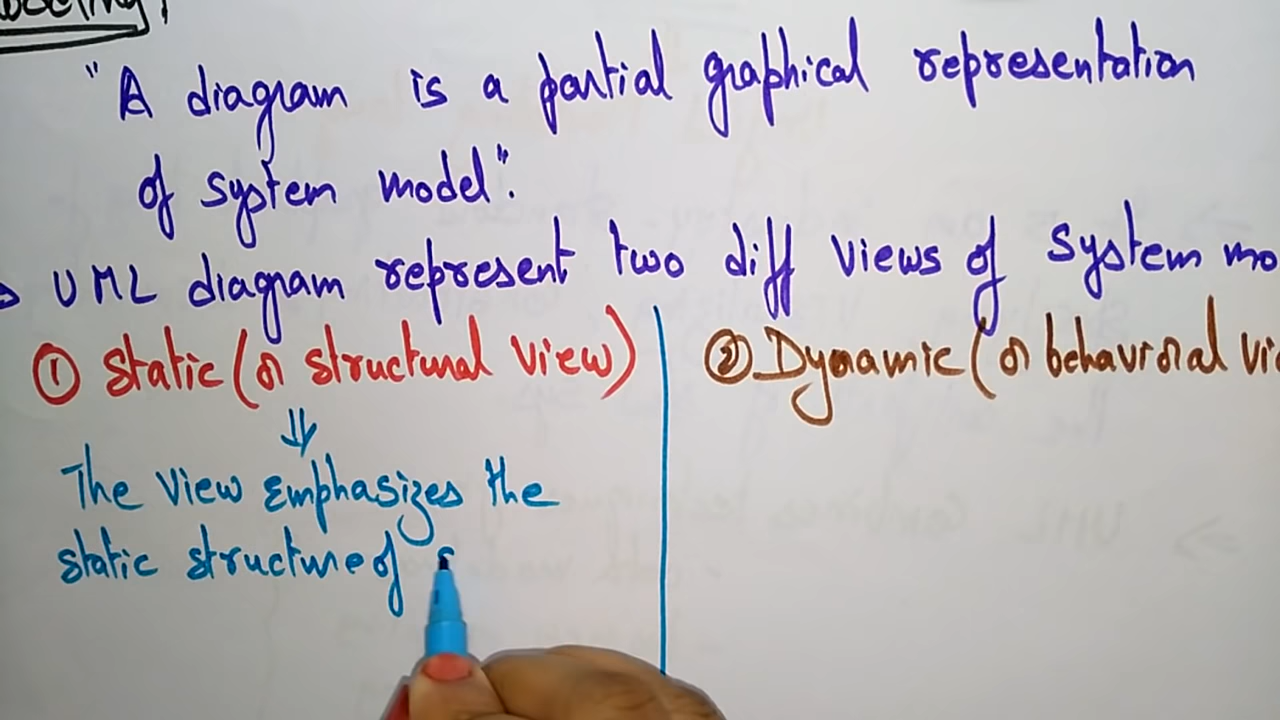 "A diagram is a partial graphical representation
of system model".
UML diagram represent two diff views of system mo
① Static (or structural view)
② Dynamic (or behavioral vie
⇓
The view emphasizes the
static structure of s